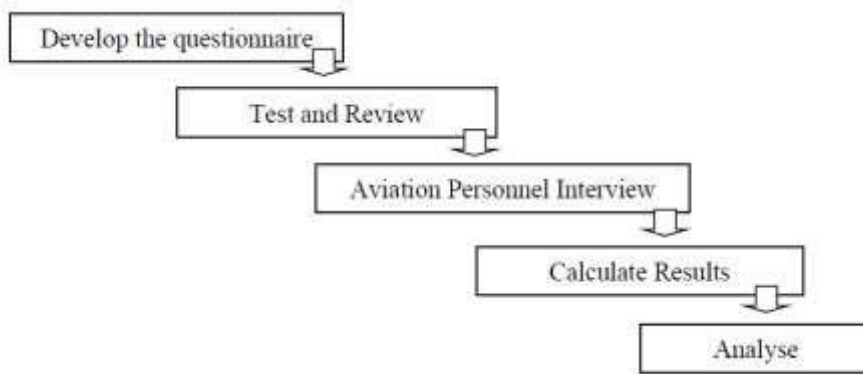 Develop the questionnaire
Test and Review
Aviation Personnel Interview
Calculate Results
Analyse